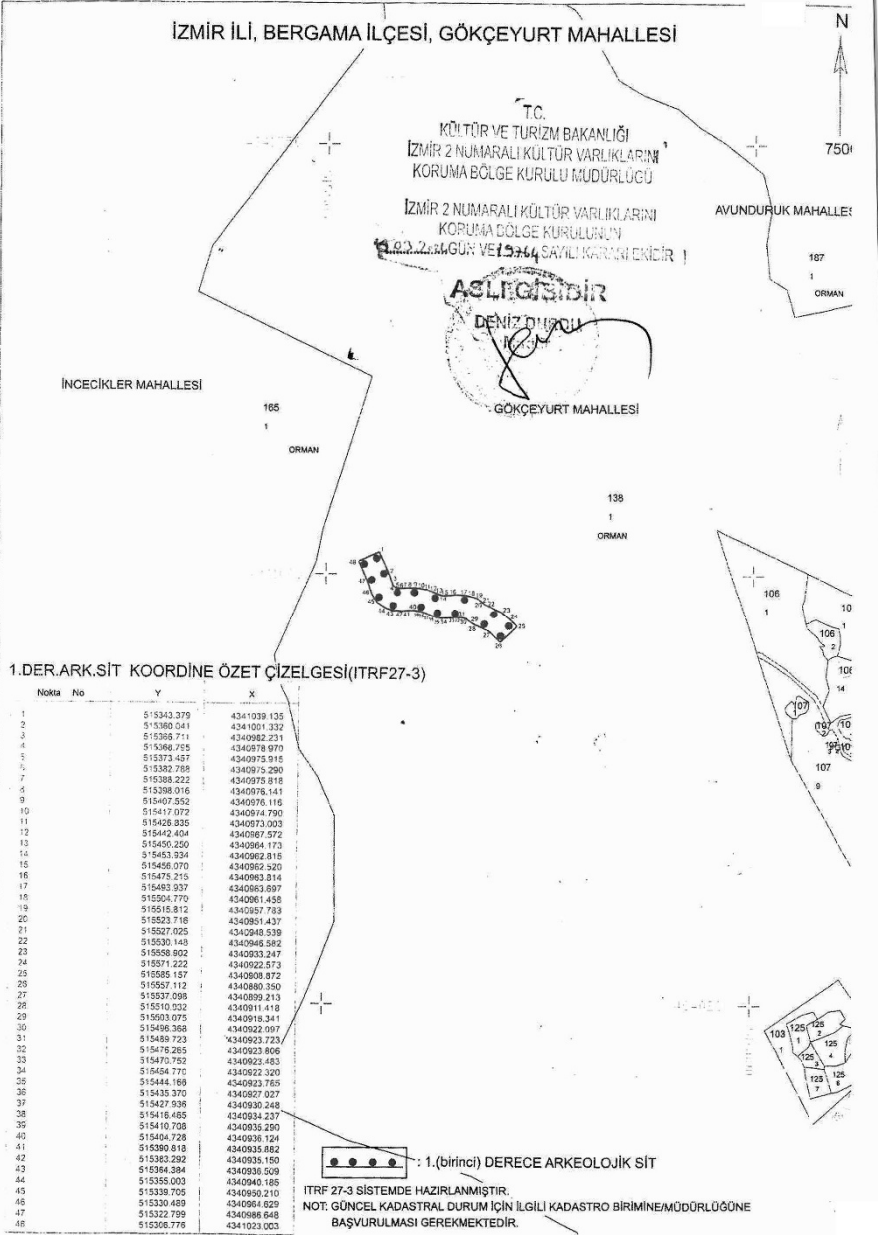 İZMİR İLİ, BERGAMA İLÇESİ, GÖKÇEYURT MAHALLESİ
N
T.C.
KÜLTÜR VE TURİZM BAKANLIĞI
İZMİR 2 NUMARALI KÜLTÜR VARLIKLARINI
KORUMA BÖLGE KURULU MÜDÜRLÜĞÜ
İZMİR 2 NUMARALI KÜLTÜR VARLIKLARINI
KORUMA BÖLGE KURULUNUN
GÜN VE SAYILI KARARI EKİDİR
ASLI GİBİDİR
DENİZ DURDU
750
AVUNDURUK MAHALLES
187
1
ORMAN
İNCECİKLER MAHALLESİ
165
1
ORMAN
GÖKÇEYURT MAHALLESİ
138
1
ORMAN
106
1
106
2
106
14
107
107
9
103
1
125
1
125
2
125
3
125
4
125
7
125
6
1.DER.ARK.SİT KOORDİNE ÖZET ÇİZELGESİ(ITRF27-3)
Nokta No Y X
1 515343.379 4341039.135
2 515360.041 4341001.332
3 515366.711 4340982.231
4 515368.795 4340978.970
5 515373.457 4340975.915
6 515382.788 4340975.290
7 515388.222 4340975.818
8 515398.016 4340976.141
9 515407.552 4340976.116
10 515417.072 4340974.790
11 515426.835 4340973.003
12 515442.404 4340967.572
13 515450.250 4340964.173
14 515453.934 4340962.815
15 515456.070 4340962.520
16 515475.215 4340963.814
17 515493.937 4340963.697
18 515504.770 4340961.458
19 515515.812 4340957.783
20 515523.716 4340951.437
21 515527.025 4340948.539
22 515530.148 4340946.582
23 515558.902 4340933.247
24 515571.222 4340922.573
25 515585.157 4340908.872
26 515557.112 4340880.350
27 515537.098 4340899.213
28 515510.932 4340911.418
29 515503.075 4340918.341
30 515496.368 4340922.097
31 515489.723 4340923.723
32 515476.265 4340923.806
33 515470.752 4340923.483
34 515454.770 4340922.320
35 515444.166 4340923.765
36 515435.370 4340927.027
37 515427.936 4340930.248
38 515416.465 4340934.237
39 515410.708 4340935.290
40 515404.728 4340936.124
41 515390.818 4340935.882
42 515383.292 4340935.150
43 515364.384 4340936.509
44 515355.003 4340940.185
45 515339.705 4340950.210
46 515330.489 4340964.629
47 515322.799 4340986.648
48 515306.776 4341023.003
: 1.(birinci) DERECE ARKEOLOJİK SİT
ITRF 27-3 SİSTEMDE HAZIRLANMIŞTIR.
NOT: GÜNCEL KADASTRAL DURUM İÇİN İLGİLİ KADASTRO BİRİMİNE/MÜDÜRLÜĞÜNE
BAŞVURULMASI GEREKMEKTEDİR.